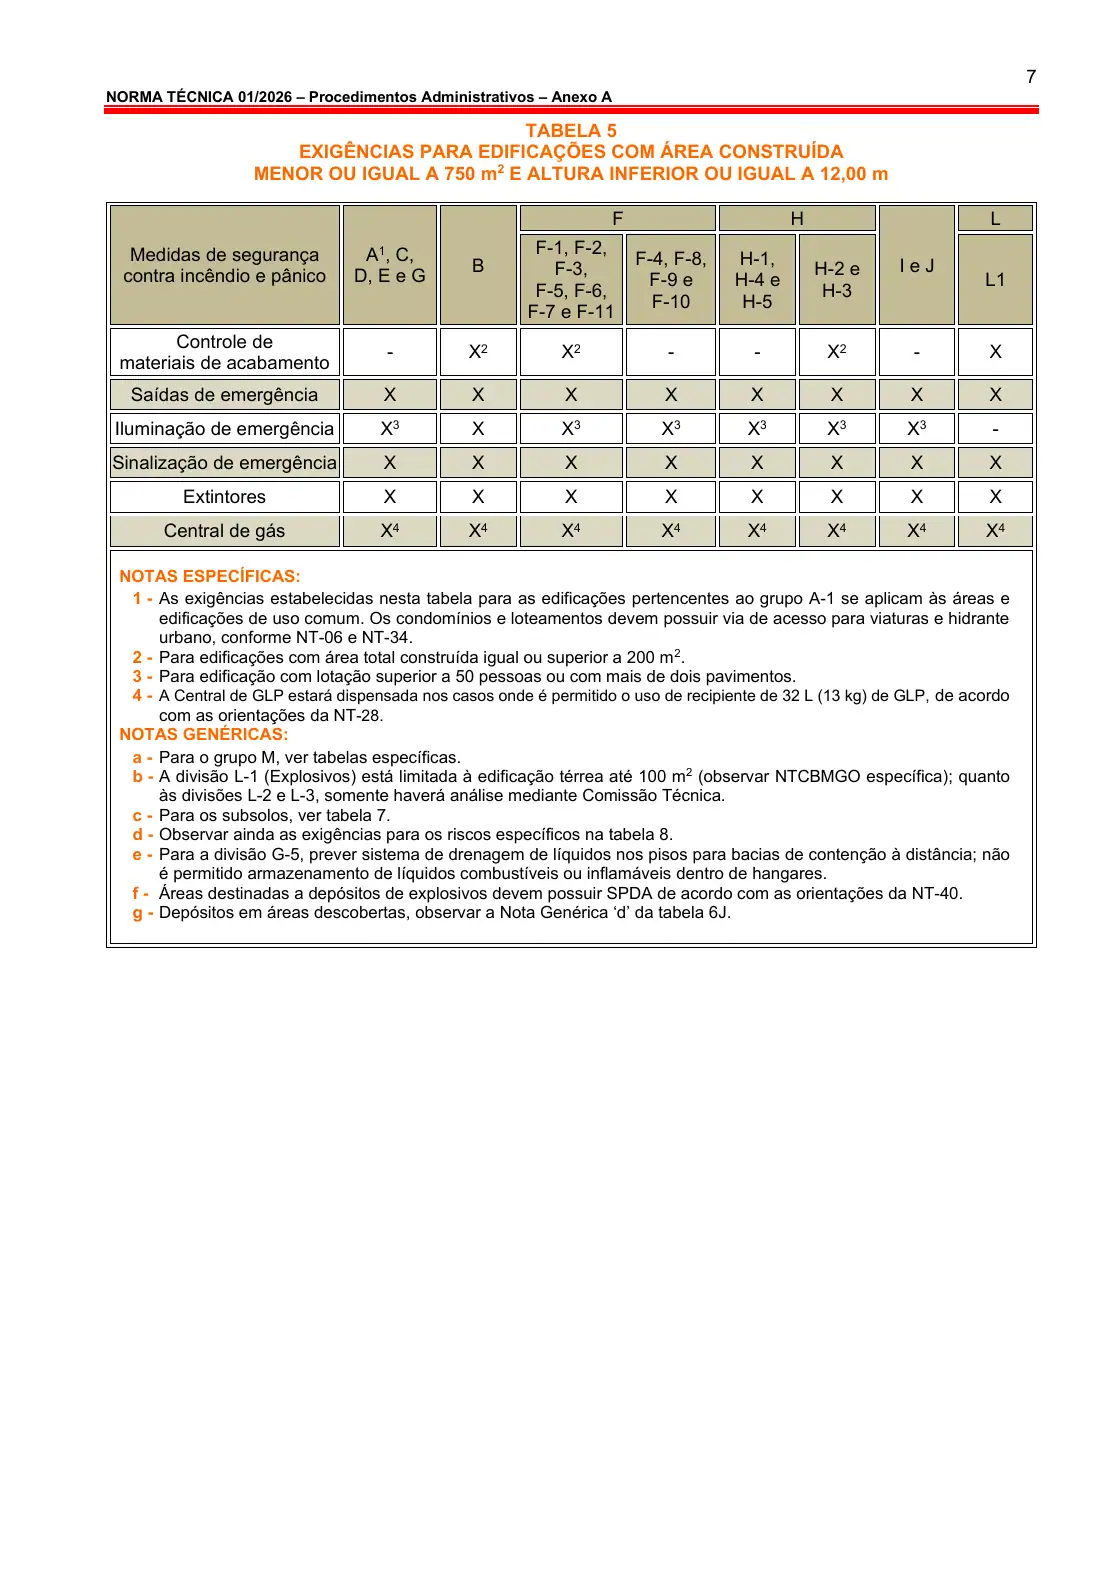 7
NORMA TÉCNICA 01/2026 – Procedimentos Administrativos – Anexo A
TABELA 5
EXIGÊNCIAS PARA EDIFICAÇÕES COM ÁREA CONSTRUÍDA
MENOR OU IGUAL A 750 m² E ALTURA INFERIOR OU IGUAL A 12,00 m
Medidas de segurança
contra incêndio e pânico
A¹, C,
D, E e G
B
F
F-1, F-2,
F-3,
F-5, F-6,
F-7 e F-11
F-4, F-8,
F-9 e
F-10
H
H-1,
H-4 e
H-5
H-2 e
H-3
I e J
L
L1
Controle de
materiais de acabamento
- X² X² - - X² - X
Saídas de emergência X X X X X X X X
Iluminação de emergência X³ X X³ X³ X³ X³ X³ -
Sinalização de emergência X X X X X X X X
Extintores X X X X X X X X
Central de gás X⁴ X⁴ X⁴ X⁴ X⁴ X⁴ X⁴ X⁴
NOTAS ESPECÍFICAS:
1 - As exigências estabelecidas nesta tabela para as edificações pertencentes ao grupo A-1 se aplicam às áreas e
edificações de uso comum. Os condomínios e loteamentos devem possuir via de acesso para viaturas e hidrante
urbano, conforme NT-06 e NT-34.
2 - Para edificações com área total construída igual ou superior a 200 m².
3 - Para edificação com lotação superior a 50 pessoas ou com mais de dois pavimentos.
4 - A Central de GLP estará dispensada nos casos onde é permitido o uso de recipiente de 32 L (13 kg) de GLP, de acordo
com as orientações da NT-28.
NOTAS GENÉRICAS:
a - Para o grupo M, ver tabelas específicas.
b - A divisão L-1 (Explosivos) está limitada à edificação térrea até 100 m² (observar NTCBMGO específica); quanto
às divisões L-2 e L-3, somente haverá análise mediante Comissão Técnica.
c - Para os subsolos, ver tabela 7.
d - Observar ainda as exigências para os riscos específicos na tabela 8.
e - Para a divisão G-5, prever sistema de drenagem de líquidos nos pisos para bacias de contenção à distância; não
é permitido armazenamento de líquidos combustíveis ou inflamáveis dentro de hangares.
f - Áreas destinadas a depósitos de explosivos devem possuir SPDA de acordo com as orientações da NT-40.
g - Depósitos em áreas descobertas, observar a Nota Genérica ‘d’ da tabela 6J.